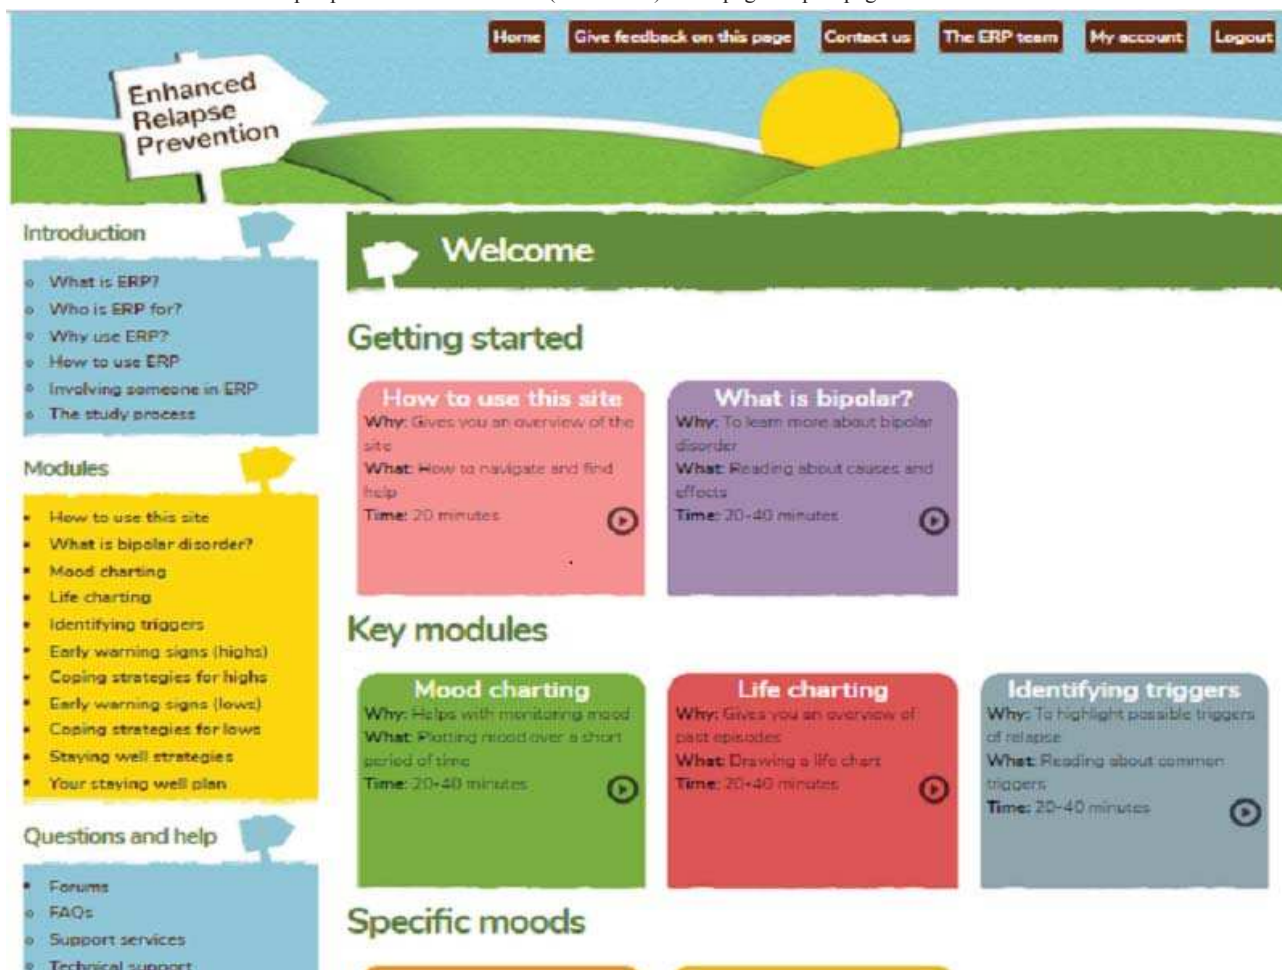 Home
Give feedback on this page
Contact us
The ERP team
My account
Logout
Enhanced
Relapse
Prevention
Introduction
What is ERP?
Who is ERP for?
Why use ERP?
How to use ERP
Involving someone in ERP
The study process
Modules
How to use this site
What is bipolar disorder?
Mood charting
Life charting
Identifying triggers
Early warning signs (highs)
Coping strategies for highs
Early warning signs (lows)
Coping strategies for lows
Staying well strategies
Your staying well plan
Questions and help
Forums
FAQs
Support services
Technical support
Welcome
Getting started
How to use this site
Why: Gives you an overview of the
site
What: How to navigate and find
help
Time: 20 minutes
What is bipolar?
Why: To learn more about bipolar
disorder
What: Reading about causes and
effects
Time: 20-40 minutes
Key modules
Mood charting
Why: Helps with monitoring mood
What: Plotting mood over a short
period of time
Time: 20-40 minutes
Life charting
Why: Gives you an overview of
past episodes
What: Drawing a life chart
Time: 20-40 minutes
Identifying triggers
Why: To highlight possible triggers
of relapse
What: Reading about common
triggers
Time: 20-40 minutes
Specific moods